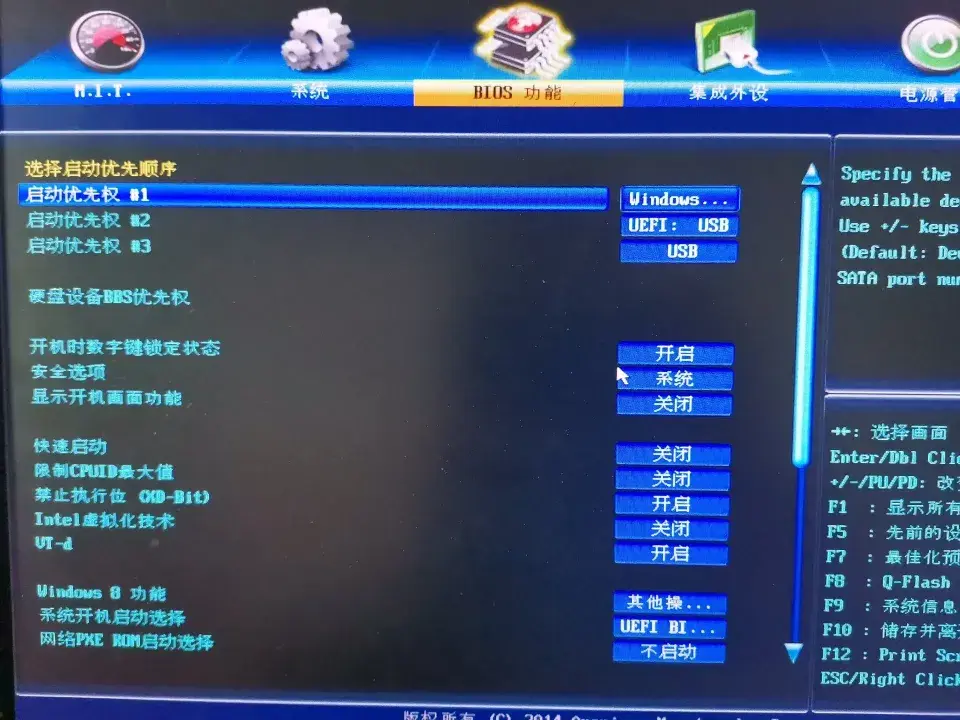 M.I.T.
系统
BIOS 功能
集成外设
电源管
选择启动优先顺序
启动优先权 #1 Windows...
启动优先权 #2 UEFI: USB
启动优先权 #3 USB
硬盘设备BBS优先权
开机时数字键锁定状态 开启
安全选项 系统
显示开机画面功能 关闭
快速启动 关闭
限制CPUID最大值 关闭
禁止执行位 (XD-Bit) 开启
Intel虚拟化技术 关闭
VT-d 开启
Windows 8 功能 其他操...
系统开机启动选择 UEFI BI...
网络PXE ROM启动选择 不启动
Specify the
available de
Use +/- keys
(Default: De
SATA port num
→←: 选择画面
Enter/Dbl Clic
+/-/PU/PD: 改变
F1 : 显示所有
F5 : 先前的设
F7 : 最佳化预
F8 : Q-Flash
F9 : 系统信息
F10 : 储存并离开
F12 : Print Scr
ESC/Right Click
版权所有 (C) 2014 American